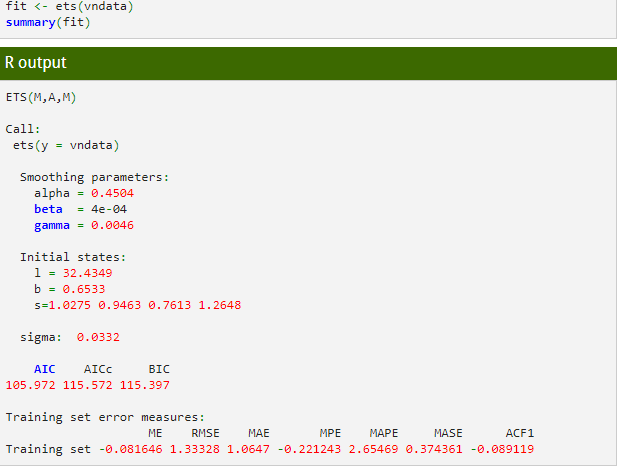 fit <- ets(vndata)
summary(fit)
R output
ETS(M,A,M)
Call:
ets(y = vndata)
Smoothing parameters:
alpha = 0.4504
beta = 4e-04
gamma = 0.0046
Initial states:
l = 32.4349
b = 0.6533
s=1.0275 0.9463 0.7613 1.2648
sigma: 0.0332
AIC AICc BIC
105.972 115.572 115.397
Training set error measures:
ME RMSE MAE MPE MAPE MASE ACF1
Training set -0.081646 1.33328 1.0647 -0.221243 2.65469 0.374361 -0.089119